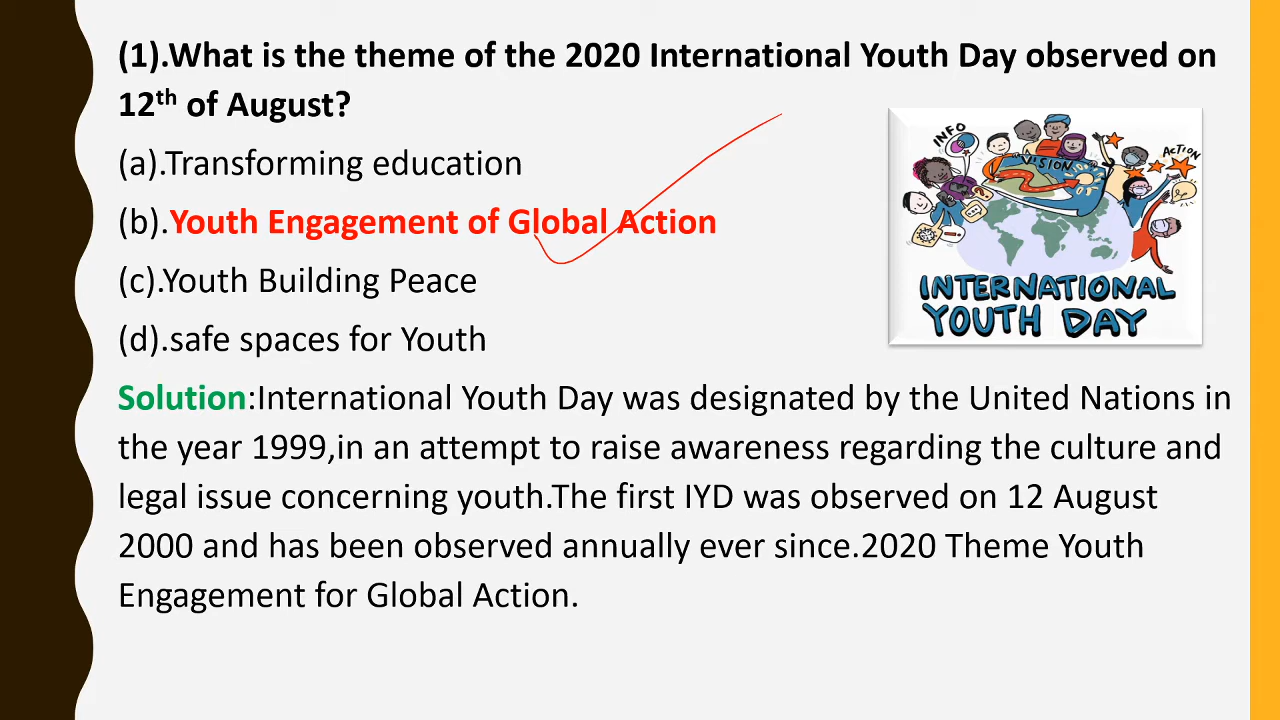 (1).What is the theme of the 2020 International Youth Day observed on
12th of August?
(a).Transforming education
(b).Youth Engagement of Global Action
(c).Youth Building Peace
(d).safe spaces for Youth
INFO
VISION
ACTION
INTERNATIONAL
YOUTH DAY
Solution:International Youth Day was designated by the United Nations in
the year 1999,in an attempt to raise awareness regarding the culture and
legal issue concerning youth.The first IYD was observed on 12 August
2000 and has been observed annually ever since.2020 Theme Youth
Engagement for Global Action.